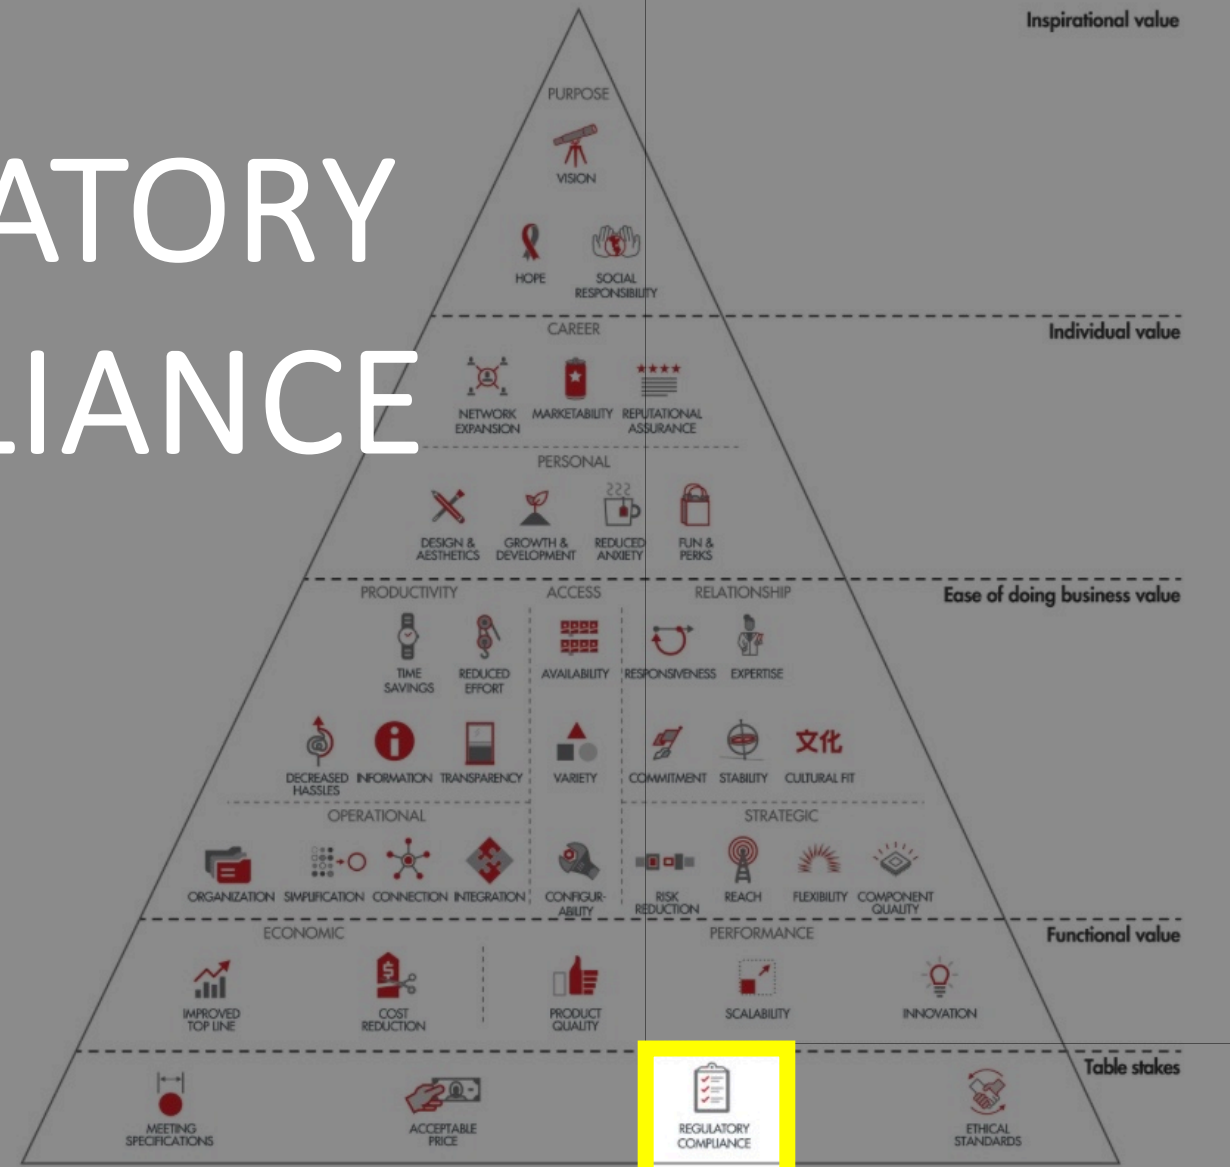 Inspirational value
PURPOSE
VISION
ATORY
HOPE
SOCIAL
RESPONSIBILITY
Individual value
CAREER
LIANCE
NETWORK
EXPANSION
MARKETABILITY
REPUTATIONAL
ASSURANCE
PERSONAL
DESIGN &
AESTHETICS
GROWTH &
DEVELOPMENT
REDUCED
ANXIETY
FUN &
PERKS
Ease of doing business value
PRODUCTIVITY
TIME
SAVINGS
REDUCED
EFFORT
DECREASED
HASSLES
INFORMATION
TRANSPARENCY
ACCESS
AVAILABILITY
VARIETY
CONFIGUR-
ABILITY
RELATIONSHIP
RESPONSIVENESS
EXPERTISE
COMMITMENT
STABILITY
文化
CULTURAL FIT
OPERATIONAL
ORGANIZATION
SIMPLIFICATION
CONNECTION
INTEGRATION
STRATEGIC
RISK
REDUCTION
REACH
FLEXIBILITY
COMPONENT
QUALITY
Functional value
ECONOMIC
IMPROVED
TOP LINE
$
COST
REDUCTION
PERFORMANCE
PRODUCT
QUALITY
SCALABILITY
INNOVATION
Table stakes
MEETING
SPECIFICATIONS
ACCEPTABLE
PRICE
REGULATORY
COMPLIANCE
ETHICAL
STANDARDS